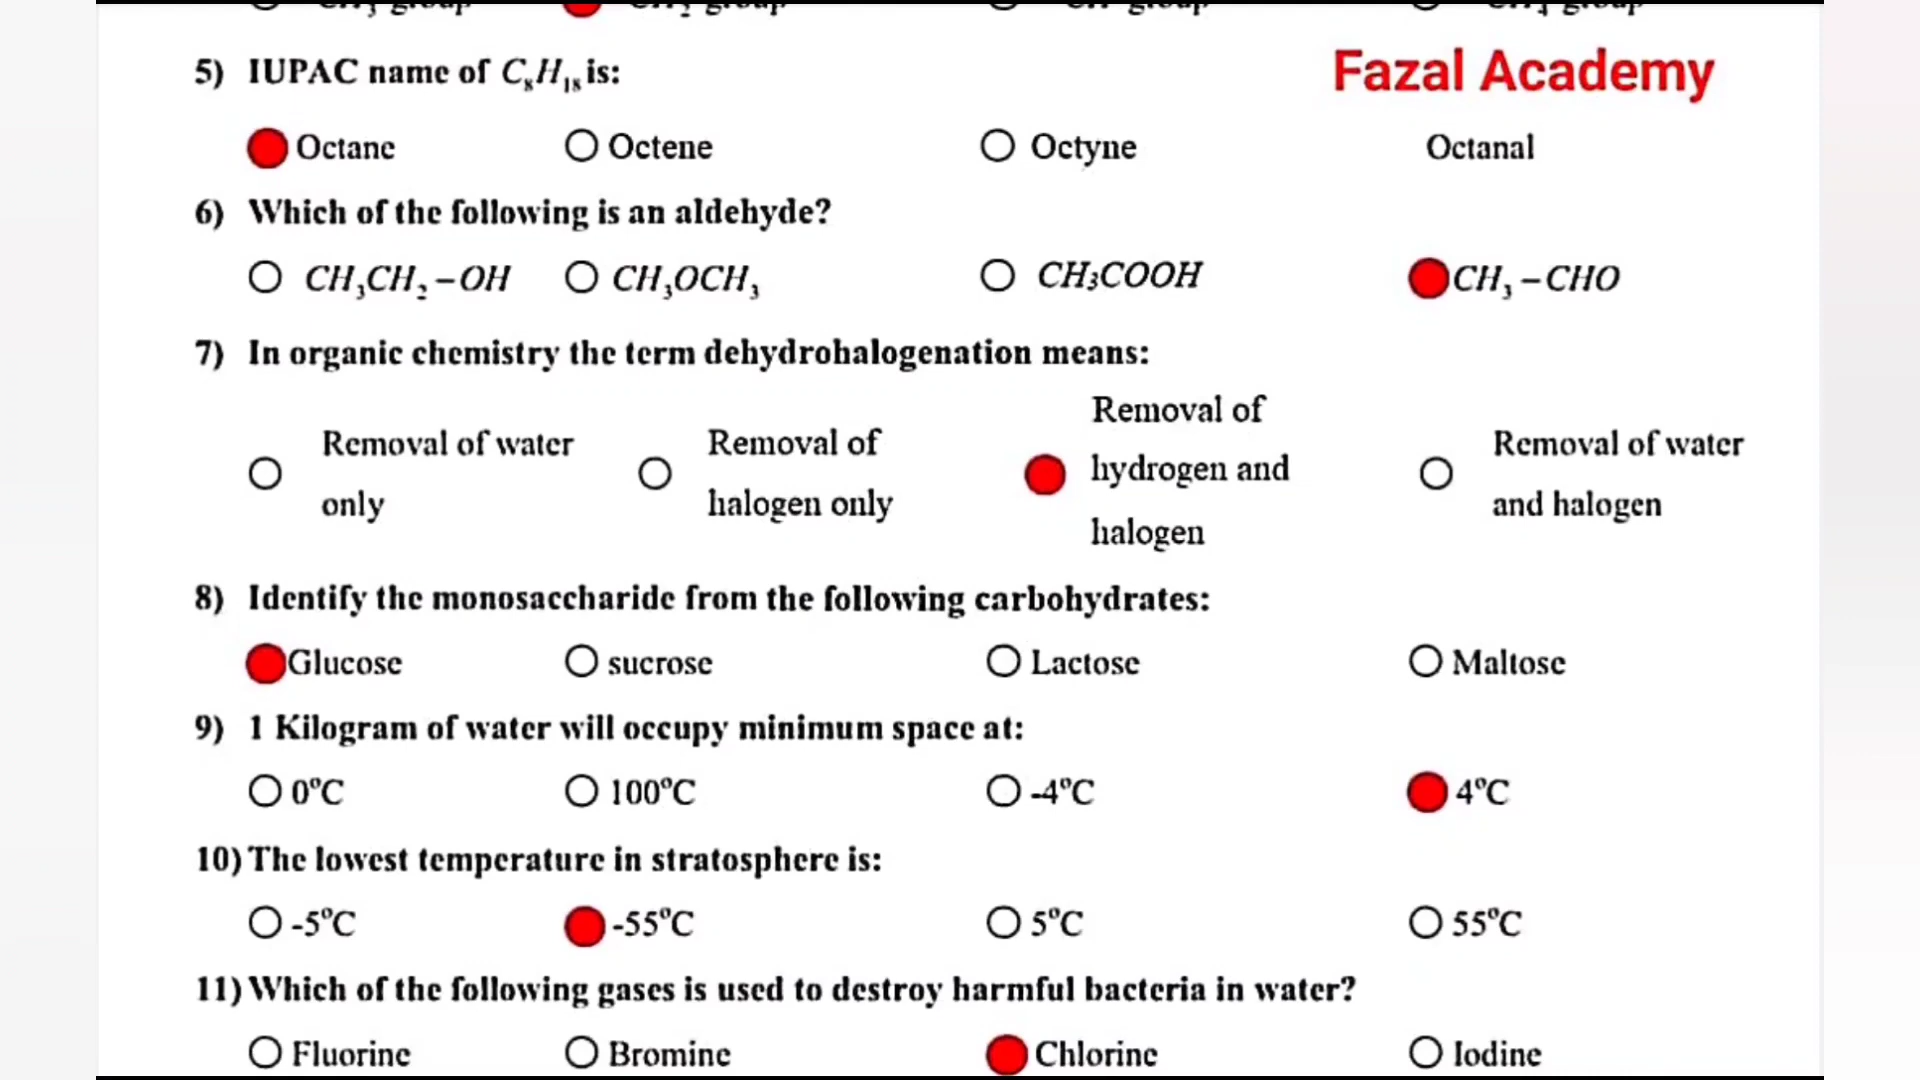 5) IUPAC name of C₈H₁₈ is:
Fazal Academy
Octane Octene Octyne Octanal
6) Which of the following is an aldehyde?
CH₃CH₂–OH CH₃OCH₃ CH₃COOH CH₃–CHO
7) In organic chemistry the term dehydrohalogenation means:
Removal of water only
Removal of halogen only
Removal of hydrogen and halogen
Removal of water and halogen
8) Identify the monosaccharide from the following carbohydrates:
Glucose sucrose Lactose Maltose
9) 1 Kilogram of water will occupy minimum space at:
0°C 100°C -4°C 4°C
10) The lowest temperature in stratosphere is:
-5°C -55°C 5°C 55°C
11) Which of the following gases is used to destroy harmful bacteria in water?
Fluorine Bromine Chlorine Iodine